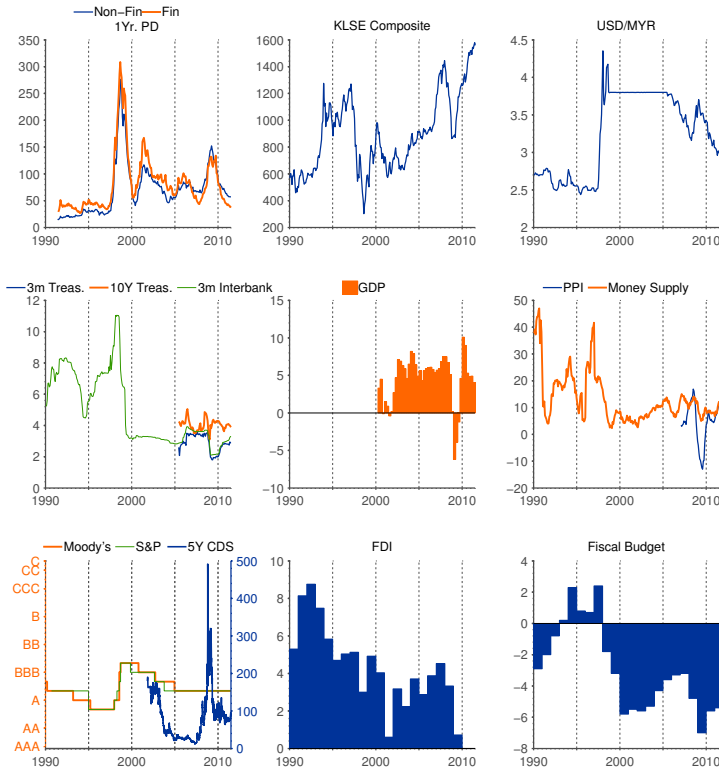 Non−Fin Fin
1Yr. PD
350
300
250
200
150
100
50
0
1990 2000 2010
KLSE Composite
1600
1400
1200
1000
800
600
400
200
1990 2000 2010
USD/MYR
4.5
4
3.5
3
2.5
2
1990 2000 2010
3m Treas. 10Y Treas. 3m Interbank
12
10
8
6
4
2
0
1990 2000 2010
GDP
15
10
5
0
−5
−10
1990 2000 2010
PPI Money Supply
50
40
30
20
10
0
−10
−20
1990 2000 2010
Moody's S&P 5Y CDS
C
CC
CCC
B
BB
BBB
A
AA
AAA
500
400
300
200
100
0
1990 2000 2010
FDI
10
8
6
4
2
0
1990 2000 2010
Fiscal Budget
4
2
0
−2
−4
−6
−8
1990 2000 2010